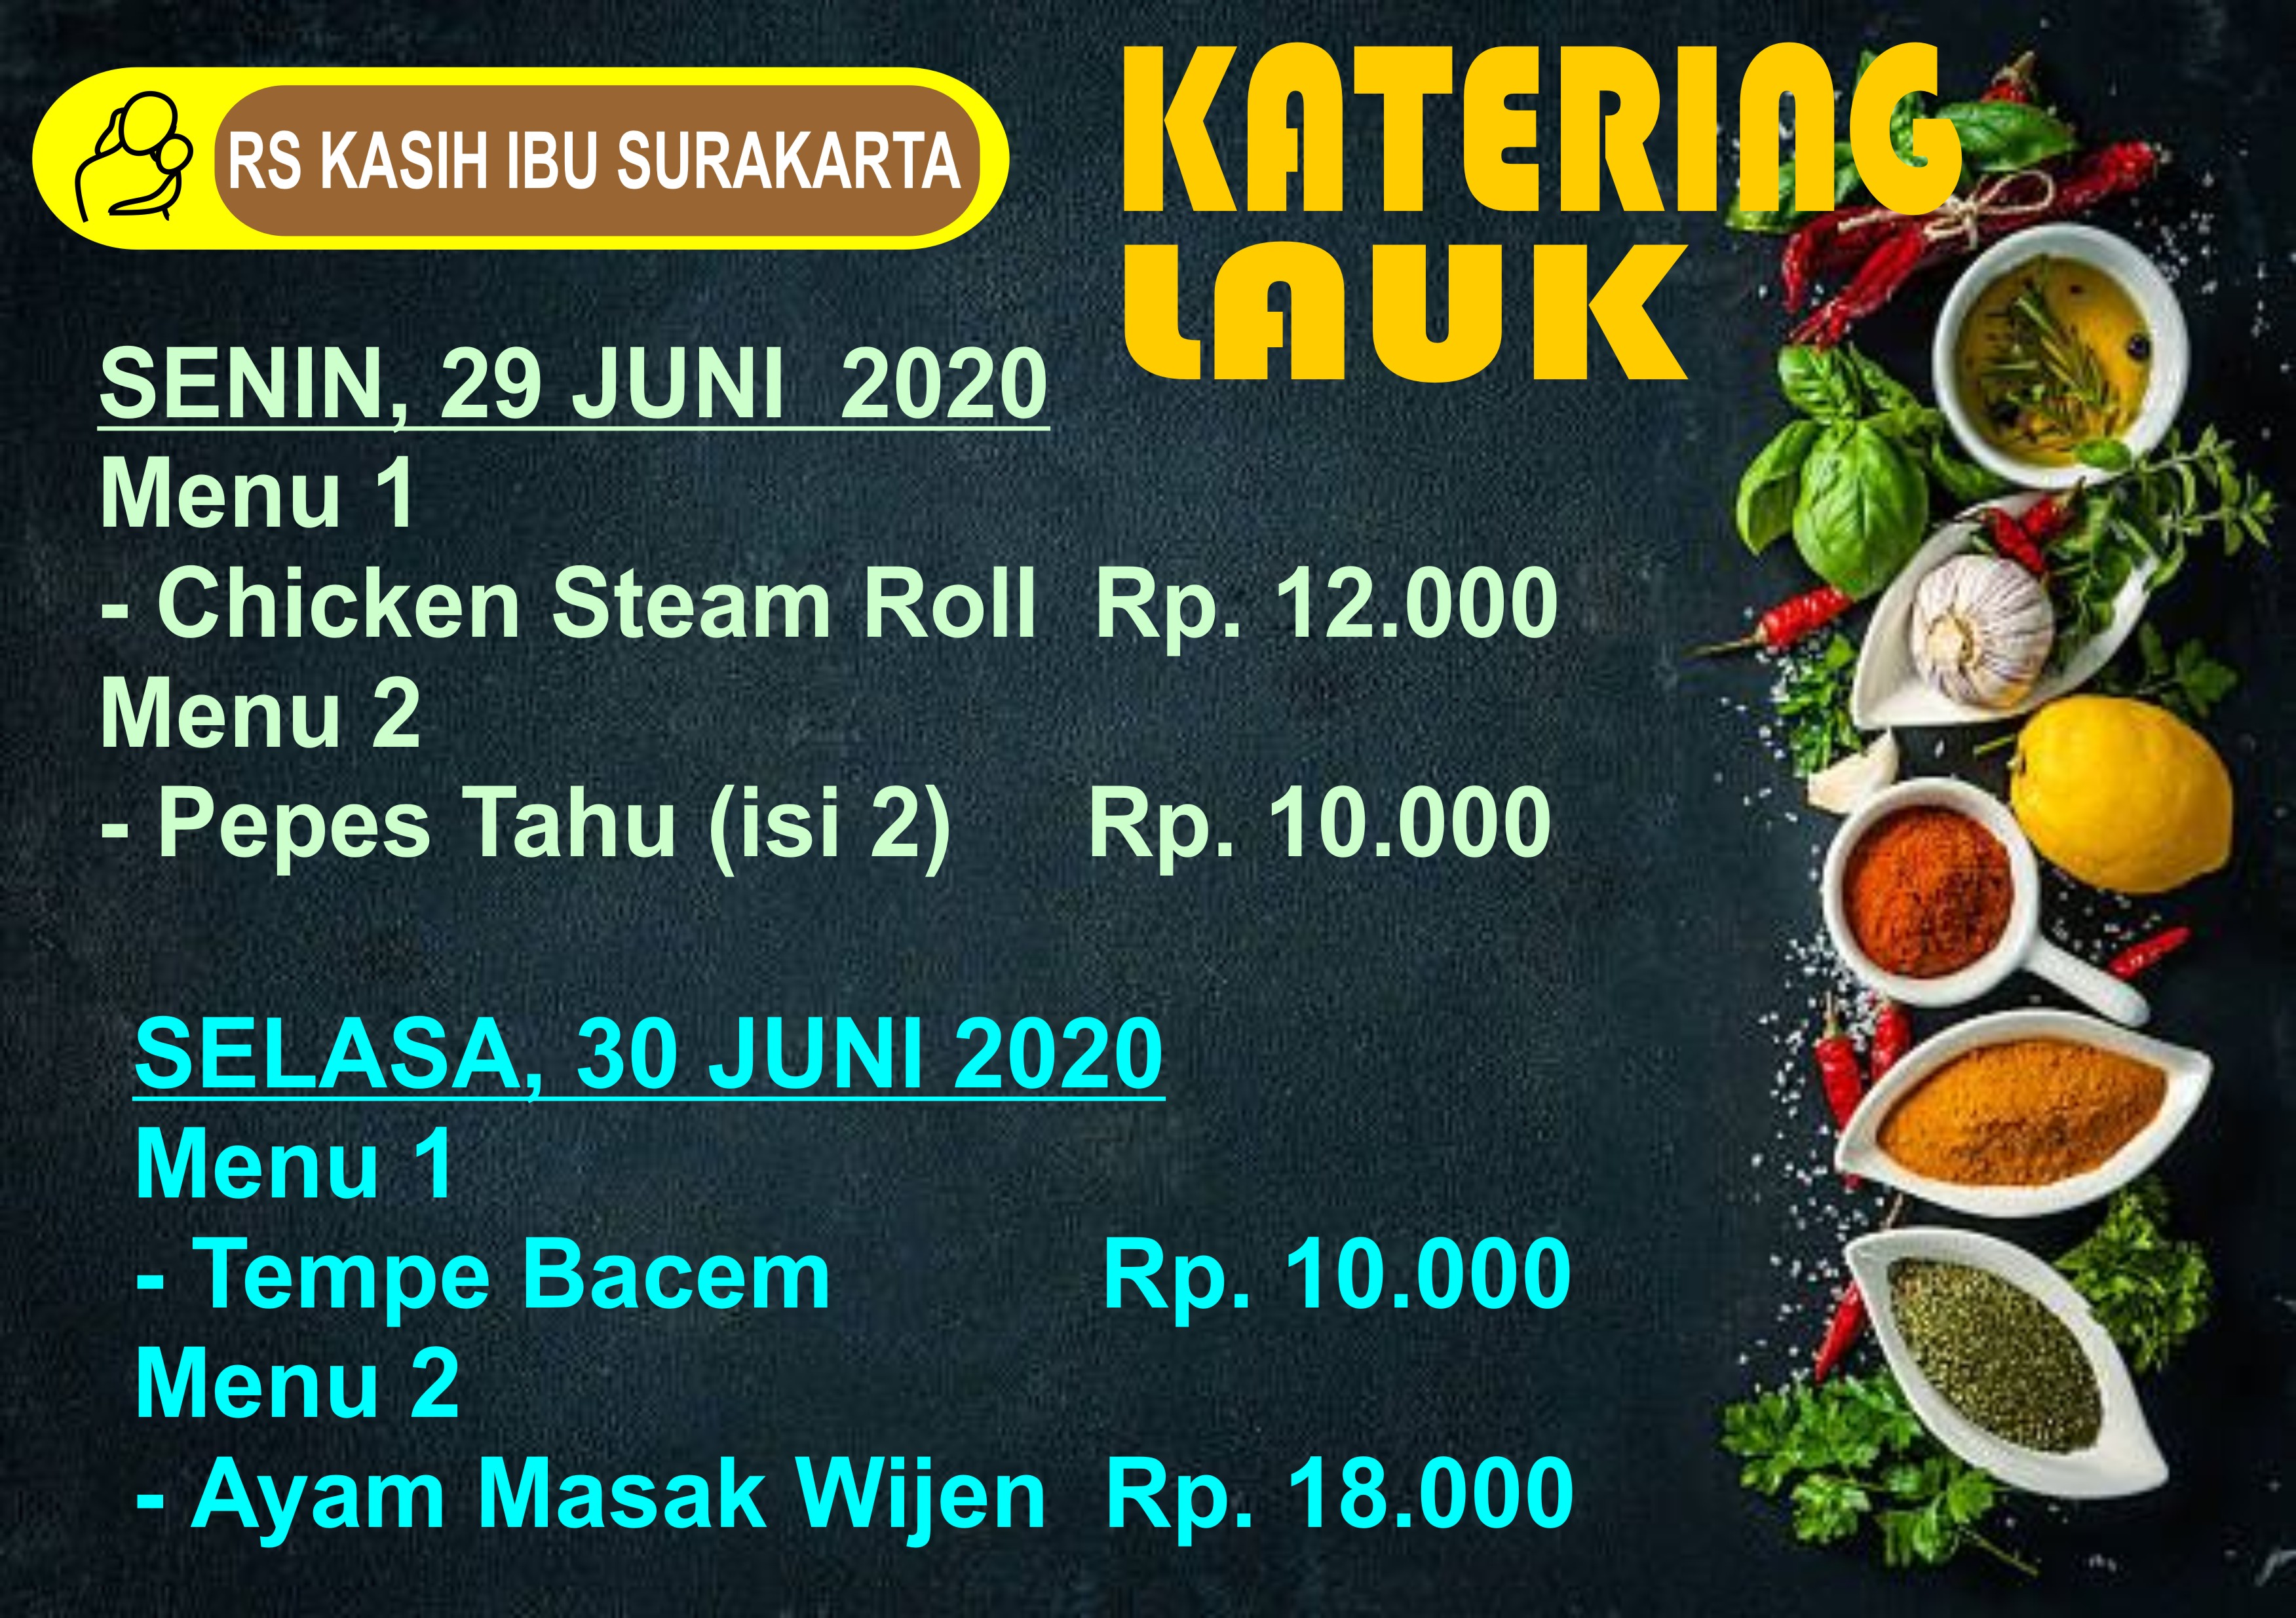 RS KASIH IBU SURAKARTA
KATERING
LAUK
SENIN, 29 JUNI  2020
Menu 1
- Chicken Steam Roll  Rp. 12.000
Menu 2
- Pepes Tahu (isi 2)  Rp. 10.000
SELASA, 30 JUNI 2020
Menu 1
- Tempe Bacem  Rp. 10.000
Menu 2
- Ayam Masak Wijen  Rp. 18.000